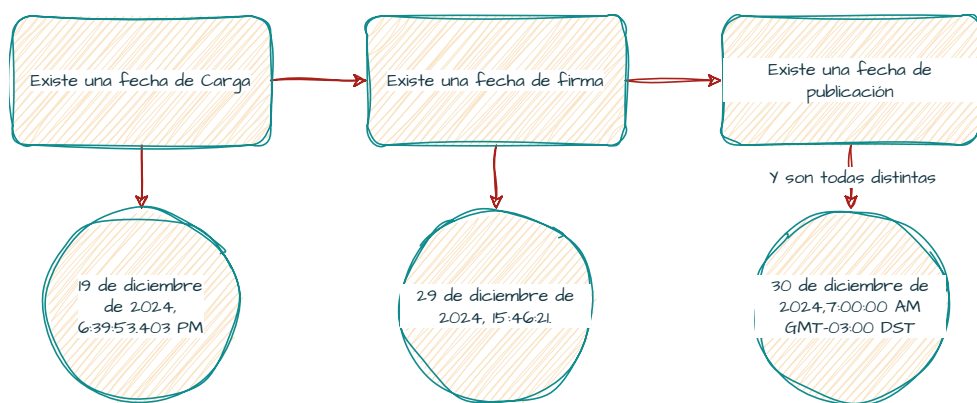 Existe una fecha de Carga
Existe una fecha de firma
Existe una fecha de
publicación
Y son todas distintas
19 de diciembre
de 2024,
6:39:53.403 PM
29 de diciembre de
2024, 15:46:21.
30 de diciembre de
2024,7:00:00 AM
GMT-03:00 DST